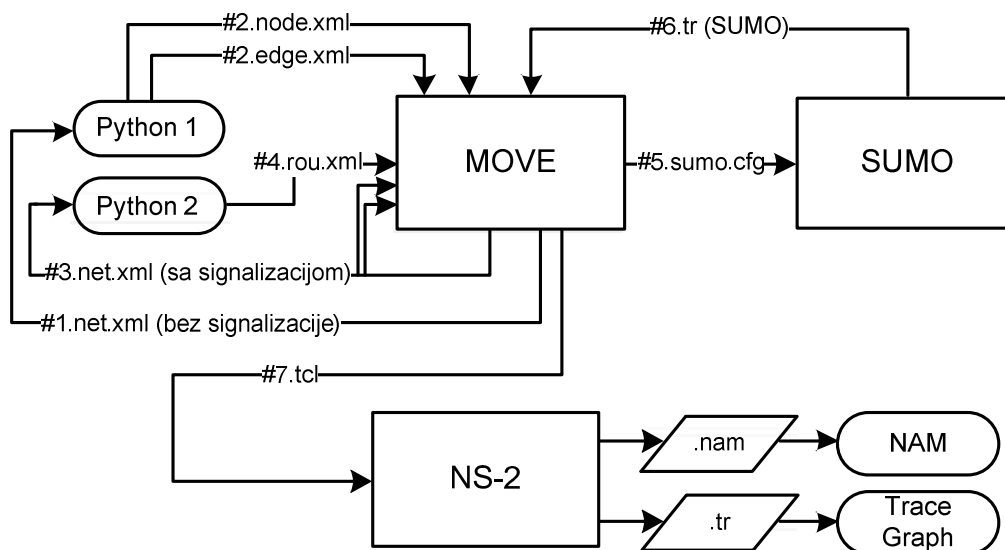 #2.node.xml
#6.tr (SUMO)
#2.edge.xml
Python 1
#4.rou.xml
MOVE
#5.sumo.cfg
SUMO
Python 2
#3.net.xml (sa signalizacijom)
#1.net.xml (bez signalizacije)
#7.tcl
NS-2
.nam
NAM
.tr
Trace
Graph